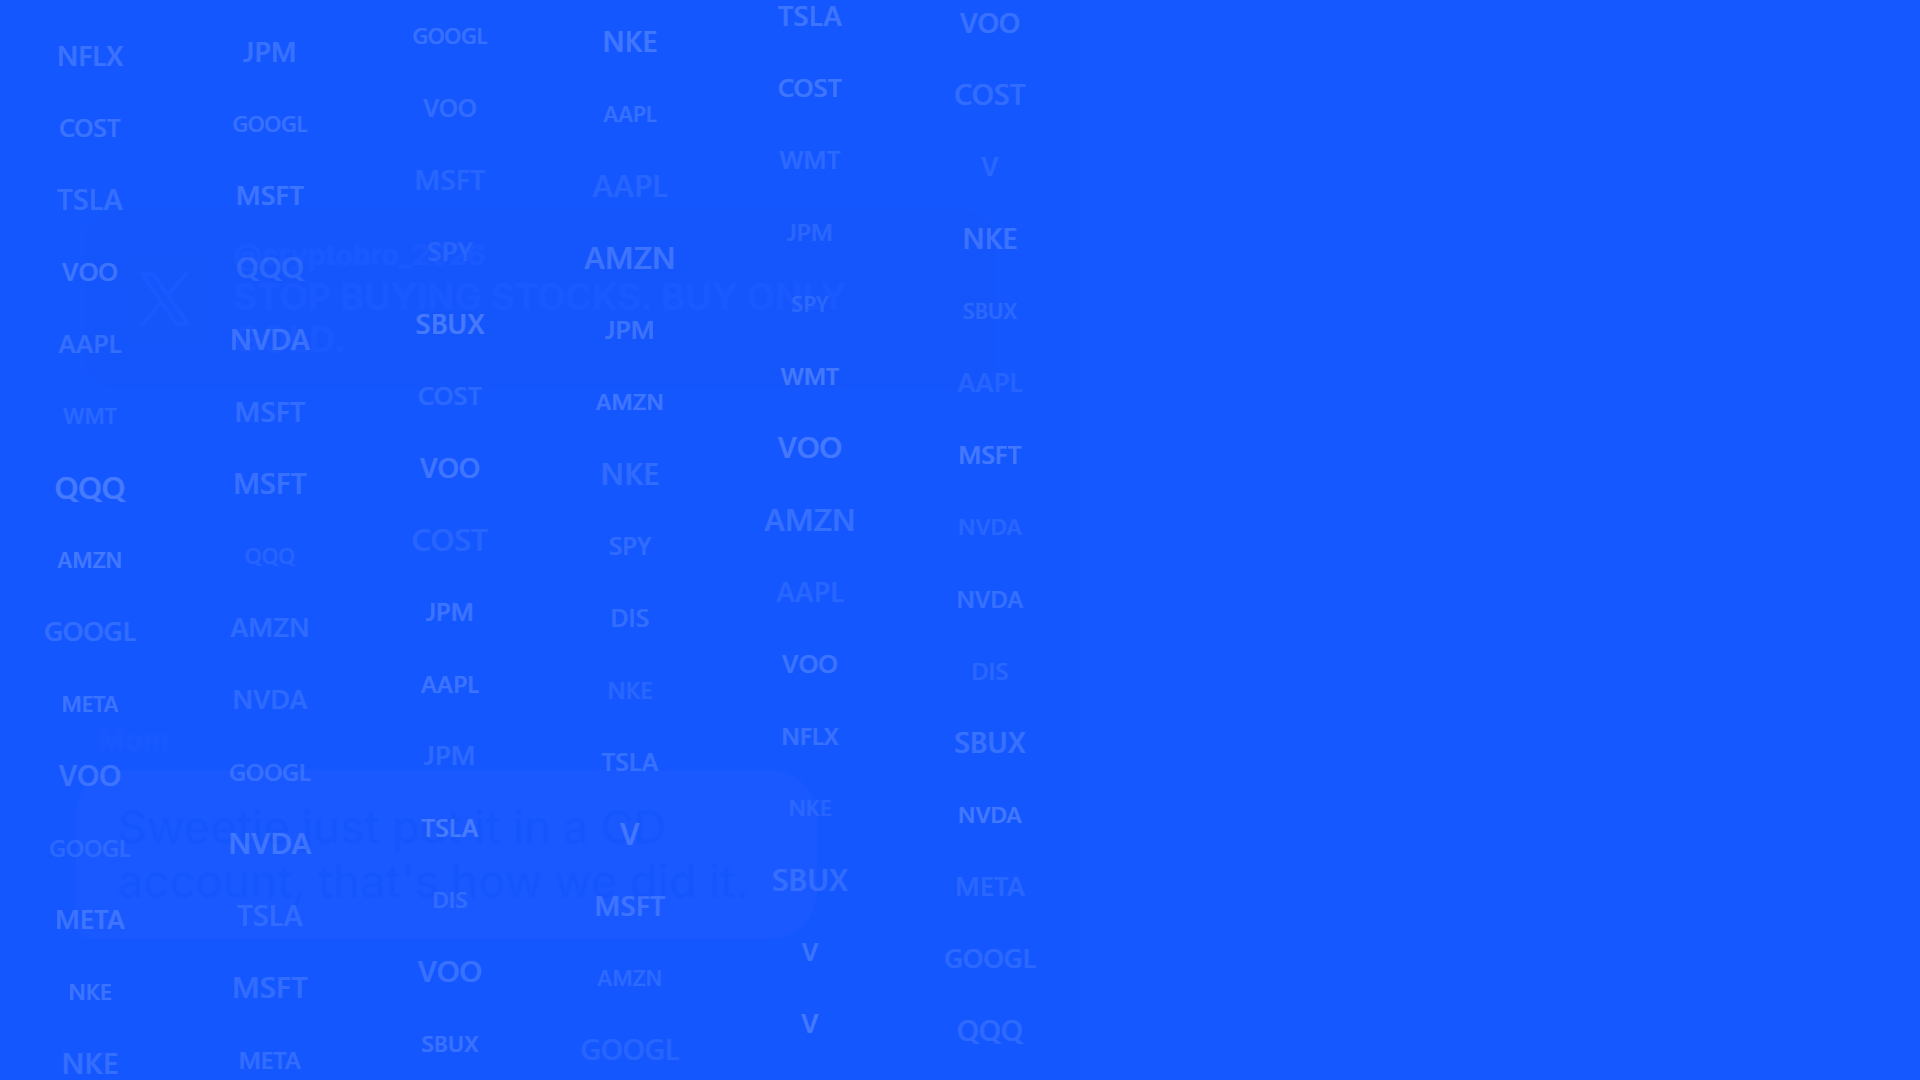 NFLX
COST
TSLA
VOO
AAPL
WMT
QQQ
AMZN
GOOGL
META
VOO
GOOGL
META
NKE
NKE
JPM
GOOGL
MSFT
QQQ
NVDA
MSFT
MSFT
QQQ
AMZN
NVDA
GOOGL
NVDA
TSLA
MSFT
META
GOOGL
VOO
MSFT
SPY
SBUX
COST
VOO
COST
JPM
AAPL
JPM
TSLA
DIS
VOO
SBUX
NKE
AAPL
AAPL
AMZN
JPM
AMZN
NKE
SPY
DIS
NKE
TSLA
V
MSFT
AMZN
GOOGL
TSLA
COST
WMT
JPM
SPY
WMT
VOO
AMZN
AAPL
VOO
NFLX
NKE
SBUX
V
V
VOO
COST
V
NKE
SBUX
AAPL
MSFT
NVDA
NVDA
DIS
SBUX
NVDA
META
GOOGL
QQQ
STOP BUYING STOCKS. BUY ONLY
Mom
Sweetie just put it in a CD
account, that's how we did it.